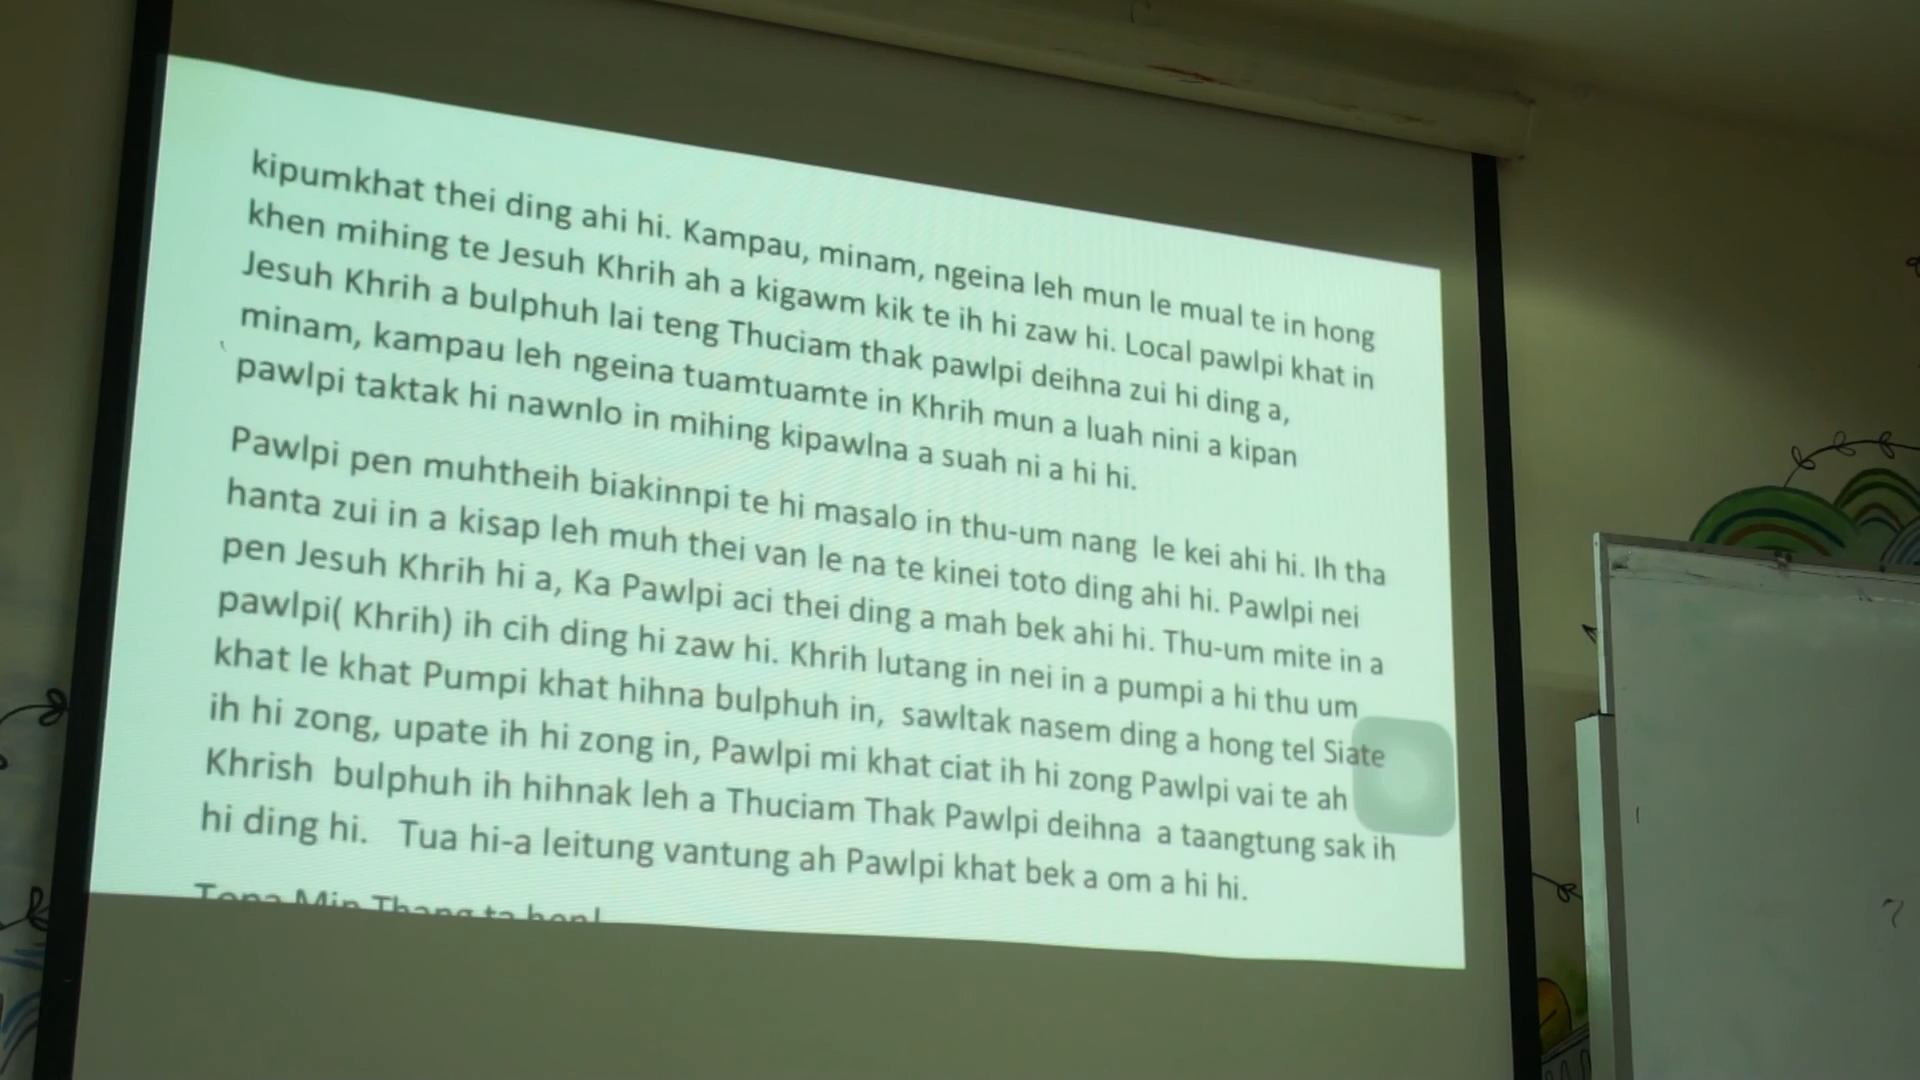 kipumkhat thei ding ahi hi. Kampau, minam, ngeina leh mun le mual te in hong
khen mihing te Jesuh Khrih ah a kigawm kik te ih hi zaw hi. Local pawlpi khat in
Jesuh Khrih a bulphuh lai teng Thuciam thak pawlpi deihna zui hi ding a,
minam, kampau leh ngeina tuamtuamte in Khrih mun a luah nini a kipan
pawlpi taktak hi nawnlo in mihing kipawlna a suah ni a hi hi.
Pawlpi pen muhtheih biakinnpi te hi masalo in thu-um nang le kei ahi hi. Ih tha
hanta zui in a kisap leh muh thei van le na te kinei toto ding ahi hi. Pawlpi nei
pen Jesuh Khrih hi a, Ka Pawlpi aci thei ding a mah bek ahi hi. Thu-um mite in a
pawlpi( Khrih) ih cih ding hi zaw hi. Khrih lutang in nei in a pumpi a hi thu um
khat le khat Pumpi khat hihna bulphuh in, sawltak nasem ding a hong tel Siate
ih hi zong, upate ih hi zong in, Pawlpi mi khat ciat ih hi zong Pawlpi vai te ah
Khrish bulphuh ih hihnak leh a Thuciam Thak Pawlpi deihna a taangtung sak ih
hi ding hi. Tua hi-a leitung vantung ah Pawlpi khat bek a om a hi hi.
Topa Min Thang ta hen!